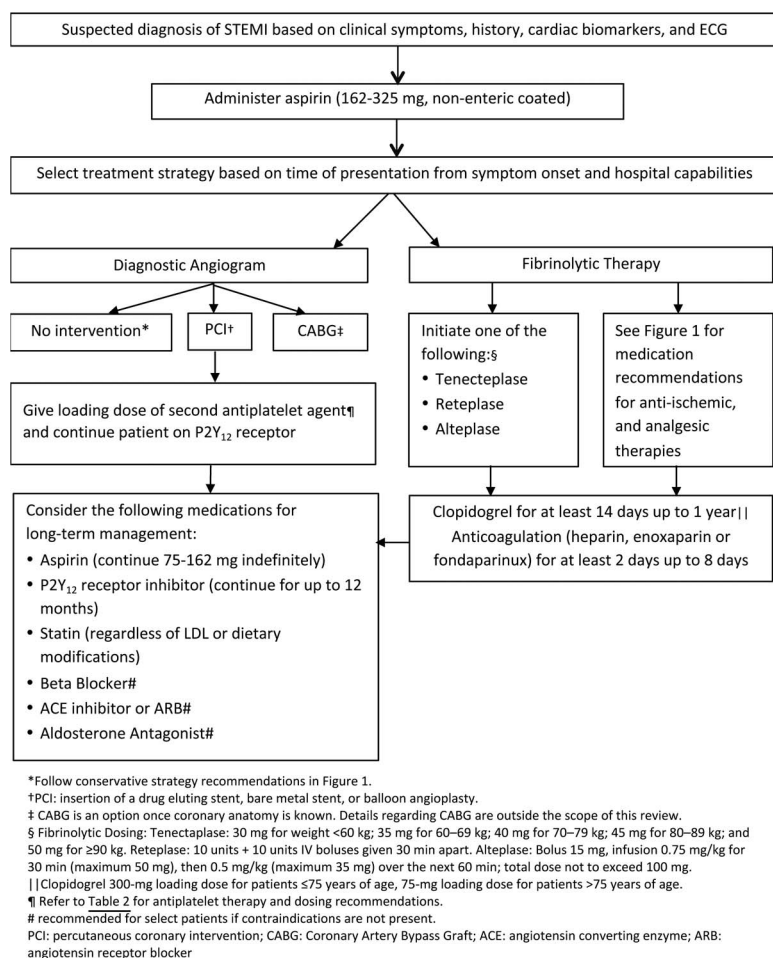 Suspected diagnosis of STEMI based on clinical symptoms, history, cardiac biomarkers, and ECG
Administer aspirin (162-325 mg, non-enteric coated)
Select treatment strategy based on time of presentation from symptom onset and hospital capabilities
Diagnostic Angiogram
Fibrinolytic Therapy
No intervention*
PCI†
CABG‡
Give loading dose of second antiplatelet agent¶
and continue patient on P2Y₁₂ receptor
Initiate one of the
following:§
• Tenecteplase
• Reteplase
• Alteplase
See Figure 1 for
medication
recommendations
for anti-ischemic,
and analgesic
therapies
Consider the following medications for
long-term management:
• Aspirin (continue 75-162 mg indefinitely)
• P2Y₁₂ receptor inhibitor (continue for up to 12
months)
• Statin (regardless of LDL or dietary
modifications)
• Beta Blocker#
• ACE inhibitor or ARB#
• Aldosterone Antagonist#
Clopidogrel for at least 14 days up to 1 year||
Anticoagulation (heparin, enoxaparin or
fondaparinux) for at least 2 days up to 8 days
*Follow conservative strategy recommendations in Figure 1.
†PCI: insertion of a drug eluting stent, bare metal stent, or balloon angioplasty.
‡ CABG is an option once coronary anatomy is known. Details regarding CABG are outside the scope of this review.
§ Fibrinolytic Dosing: Tenectaplase: 30 mg for weight <60 kg; 35 mg for 60–69 kg; 40 mg for 70–79 kg; 45 mg for 80–89 kg; and
50 mg for ≥90 kg. Reteplase: 10 units + 10 units IV boluses given 30 min apart. Alteplase: Bolus 15 mg, infusion 0.75 mg/kg for
30 min (maximum 50 mg), then 0.5 mg/kg (maximum 35 mg) over the next 60 min; total dose not to exceed 100 mg.
||Clopidogrel 300-mg loading dose for patients ≤75 years of age, 75-mg loading dose for patients >75 years of age.
¶ Refer to Table 2 for antiplatelet therapy and dosing recommendations.
# recommended for select patients if contraindications are not present.
PCI: percutaneous coronary intervention; CABG: Coronary Artery Bypass Graft; ACE: angiotensin converting enzyme; ARB:
angiotensin receptor blocker